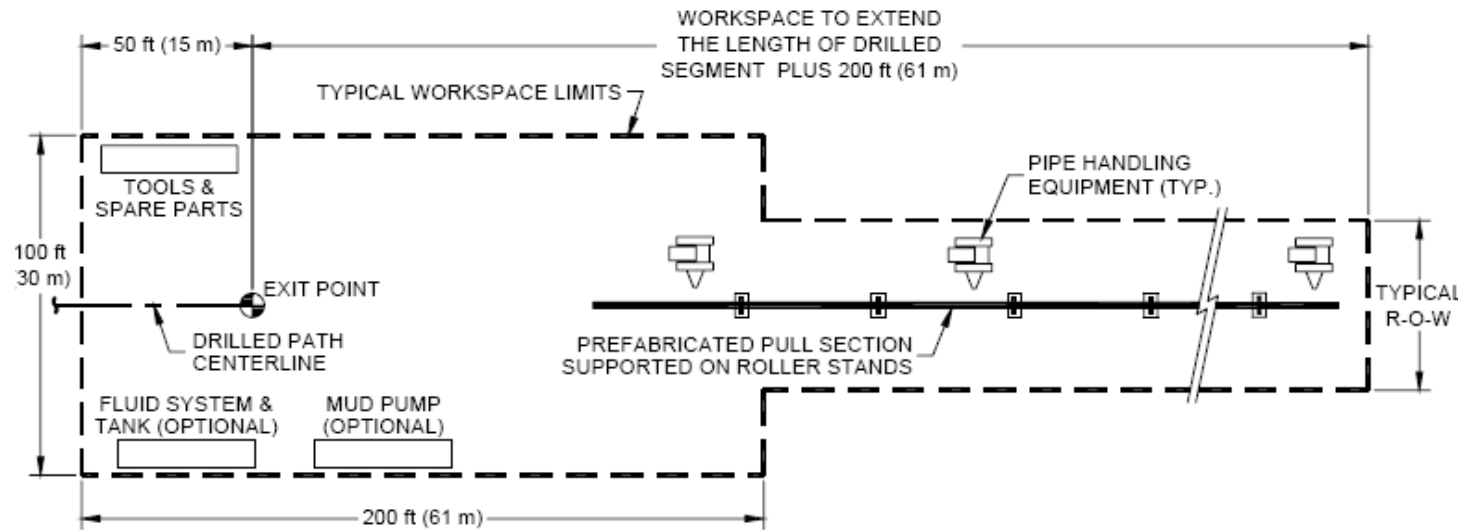 WORKSPACE TO EXTEND
THE LENGTH OF DRILLED
SEGMENT PLUS 200 ft (61 m)
50 ft (15 m)
TYPICAL WORKSPACE LIMITS
TOOLS &
SPARE PARTS
PIPE HANDLING
EQUIPMENT (TYP.)
100 ft
30 m)
EXIT POINT
DRILLED PATH
CENTERLINE
TYPICAL
R-O-W
PREFABRICATED PULL SECTION
SUPPORTED ON ROLLER STANDS
FLUID SYSTEM &
TANK (OPTIONAL)
MUD PUMP
(OPTIONAL)
200 ft (61 m)